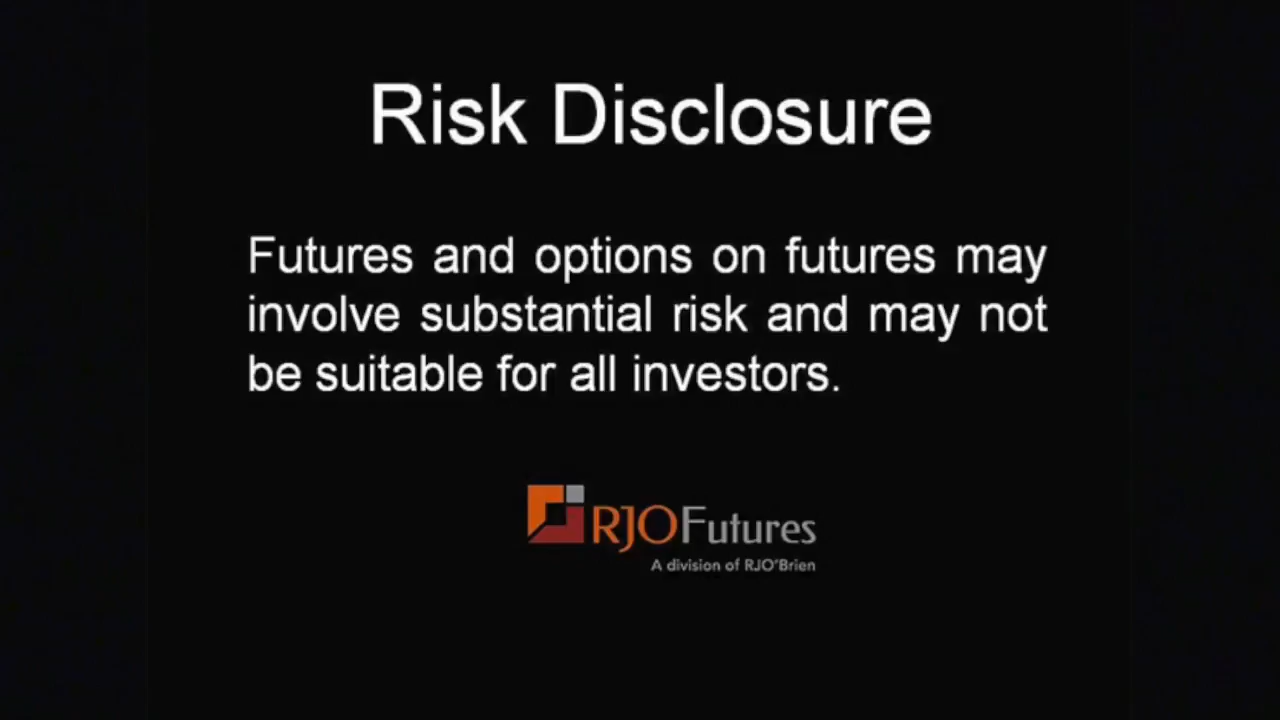 Risk Disclosure
Futures and options on futures may
involve substantial risk and may not
be suitable for all investors.
RJOFutures
A division of RJO'Brien